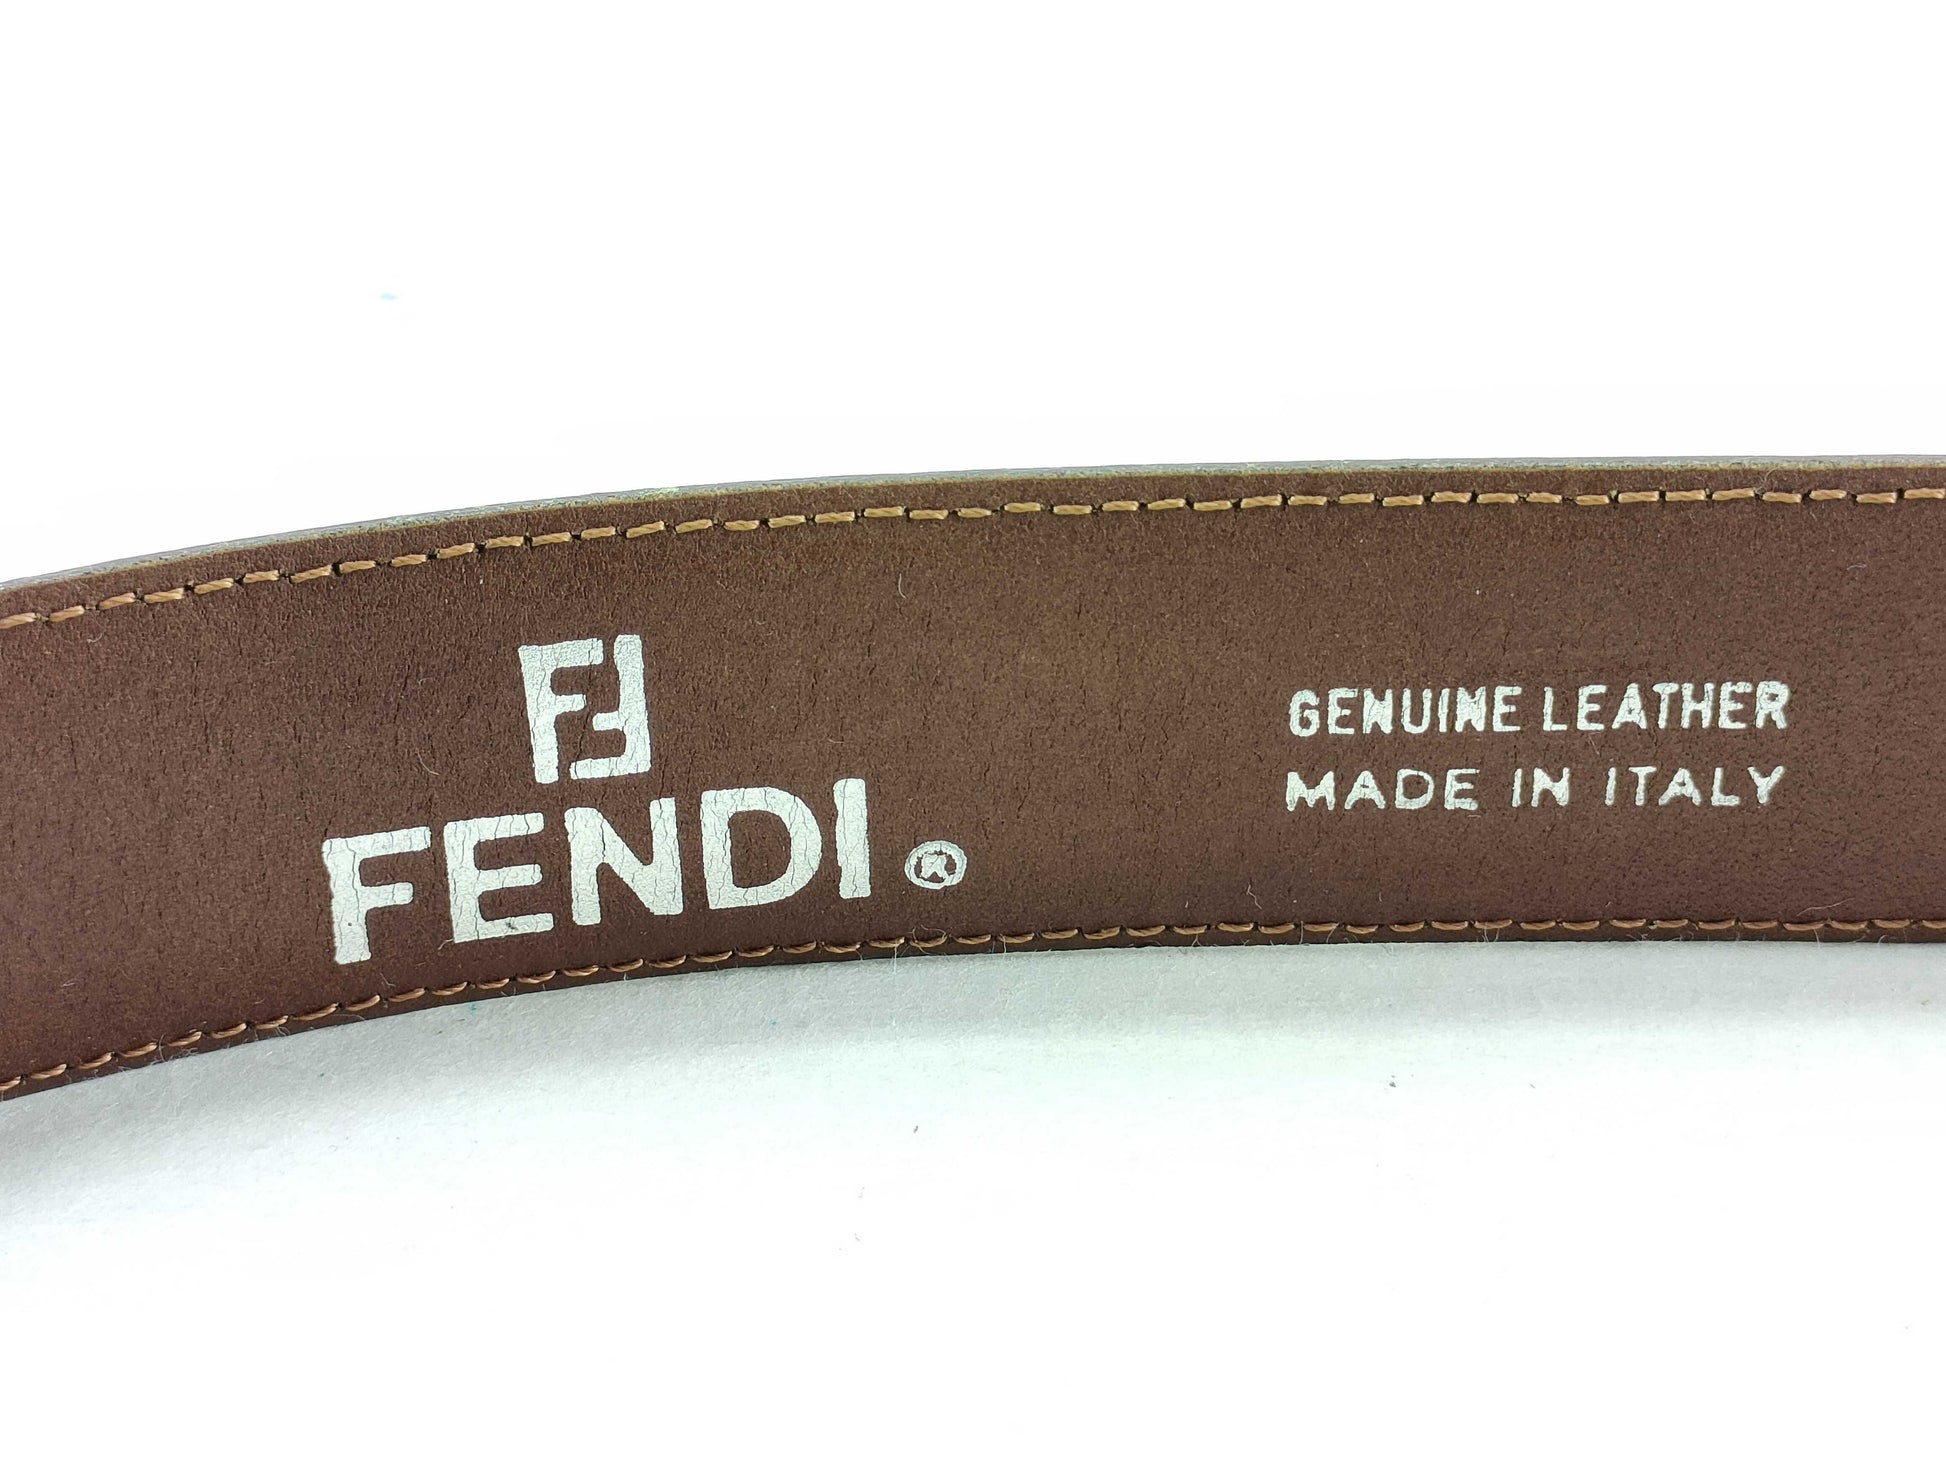 FF
FENDI ®
GENUINE LEATHER
MADE IN ITALY